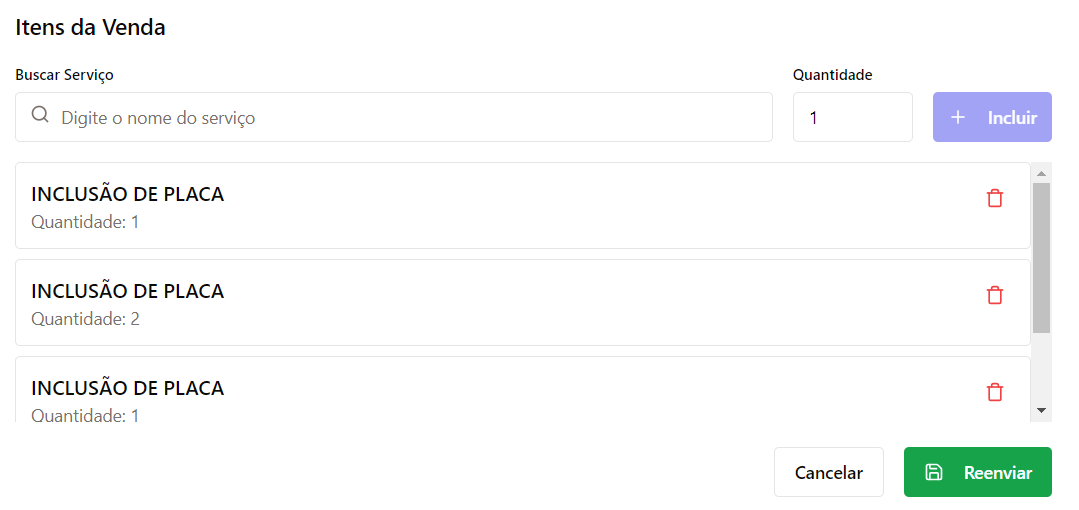 Itens da Venda
Buscar Serviço
Quantidade
Digite o nome do serviço
1
Incluir
INCLUSÃO DE PLACA
Quantidade: 1
INCLUSÃO DE PLACA
Quantidade: 2
INCLUSÃO DE PLACA
Quantidade: 1
Cancelar
Reenviar